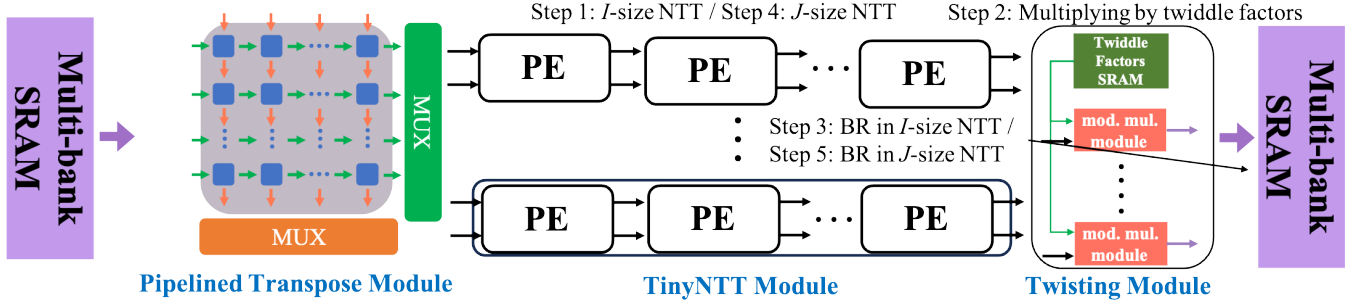 Multi-bank
SRAM
MUX
MUX
Pipelined Transpose Module
Step 1: I-size NTT / Step 4: J-size NTT
PE
PE
PE
Step 3: BR in I-size NTT /
Step 5: BR in J-size NTT
PE
PE
PE
TinyNTT Module
Step 2: Multiplying by twiddle factors
Twiddle
Factors
SRAM
mod. mul.
module
mod. mul.
module
Twisting Module
Multi-bank
SRAM